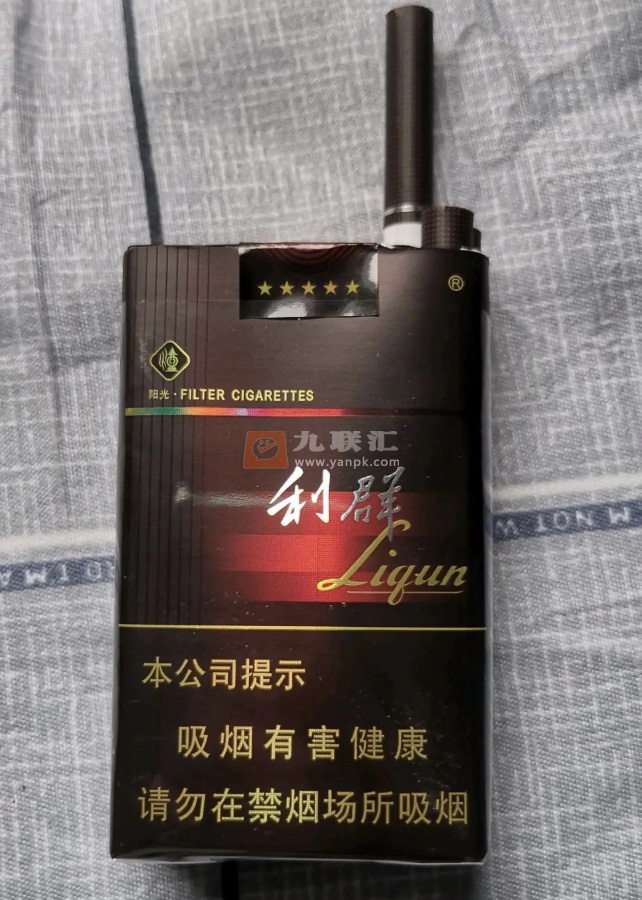 ★★★★★
®
阳光·FILTER CIGARETTES
九联汇
www.yanpk.com
利群
Liqun
本公司提示
吸烟有害健康
请勿在禁烟场所吸烟
M NOT W